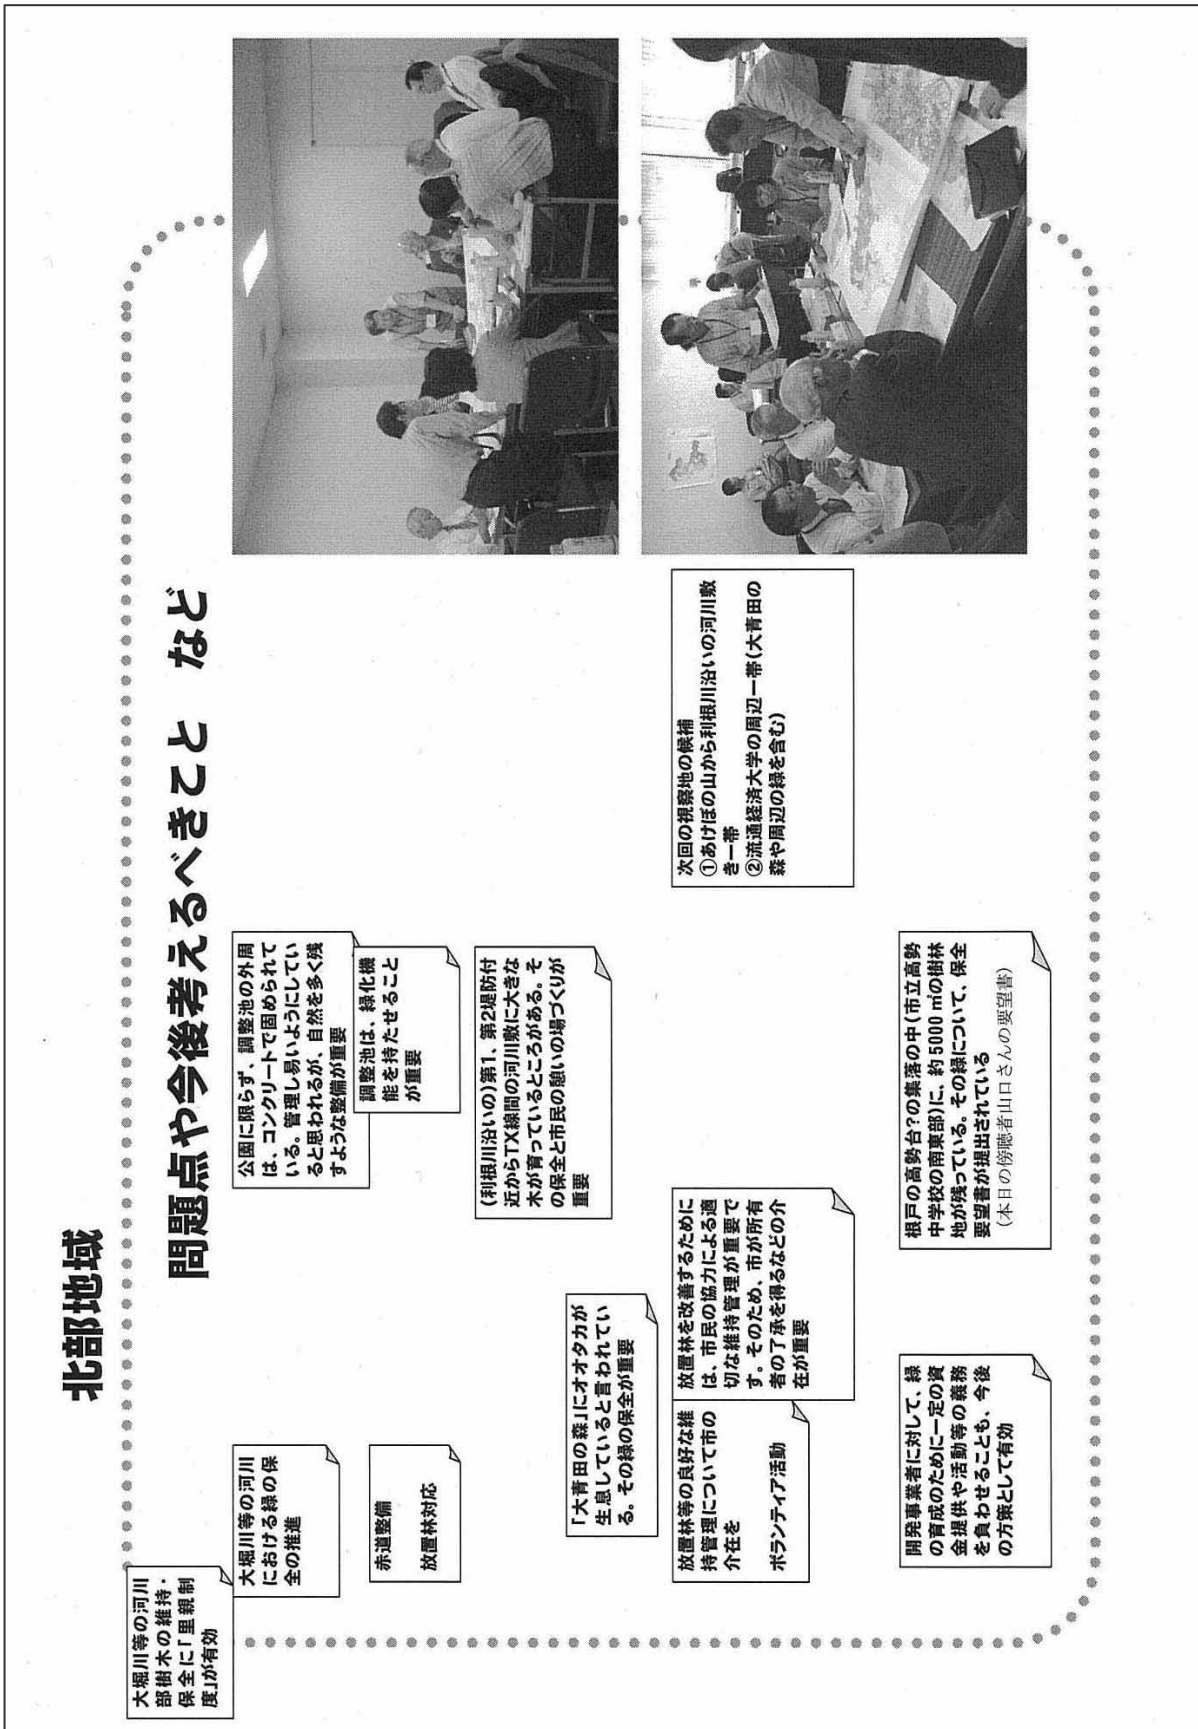 北部地域
問題点や今後考えるべきこと など
大堀川等の河川
部樹木の維持・
保全に「里親制
度」が有効
大堀川等の河川
における緑の保
全の推進
赤道整備
放置林対応
公園に限らず、調整池の外周
は、コンクリートで固められて
いる。管理し易いようにしてい
ると思われるが、自然を多く残
すような整備が重要
調整池は、緑化機
能を持たせること
が重要
(利根川沿いの)第1、第2堤防付
近からTX線間の河川敷に大きな
木が育っているところがある。そ
の保全と市民の憩いの場づくりが
重要
「大青田の森」にオオタカが
生息していると言われてい
る。その緑の保全が重要
放置林等の良好な維
持管理について市の
介在を
ボランティア活動
放置林を改善するために
は、市民の協力による適
切な維持管理が重要で
す。そのため、市が所有
者の了承を得るなどの介
在が重要
次回の視察地の候補
①あけぼの山から利根川沿いの河川敷
き一帯
②流通経済大学の周辺一帯(大青田の
森や周辺の緑を含む)
開発事業者に対して、緑
の育成のために一定の資
金提供や活動等の義務
を負わせることも、今後
の方策として有効
根戸の高勢台?の集落の中(市立高勢
中学校の南東部)に、約5000㎡の樹林
地が残っている。その緑について、保全
要望書が提出されている
(本日の傍聴者山口さんの要望書)